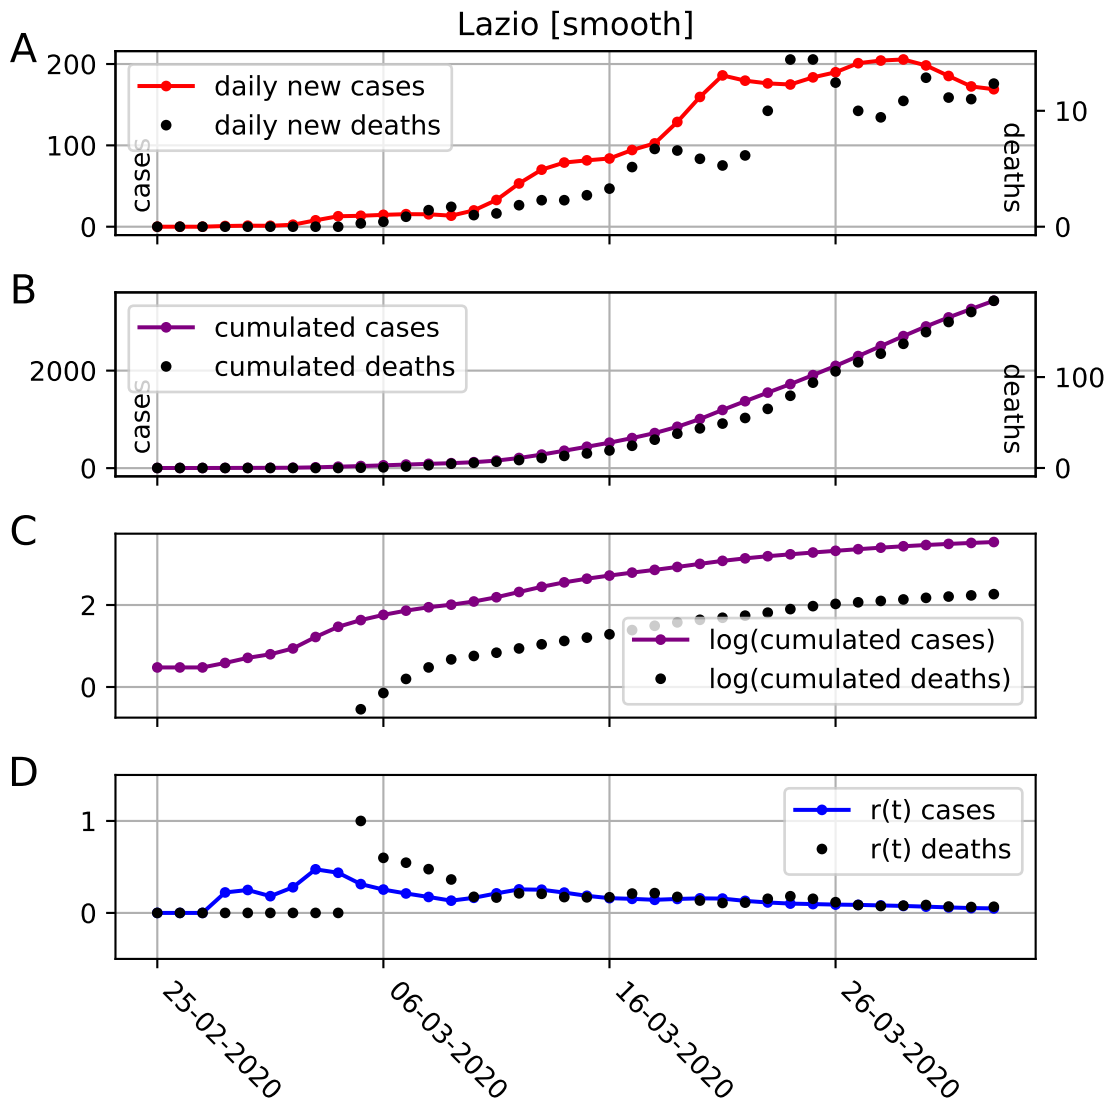 Lazio [smooth]
A
200
100
0
daily new cases
daily new deaths
cases
deaths
10
0
B
2000
0
cumulated cases
cumulated deaths
cases
deaths
100
0
C
2
0
log(cumulated cases)
log(cumulated deaths)
D
1
0
r(t) cases
r(t) deaths
25-02-2020
06-03-2020
16-03-2020
26-03-2020